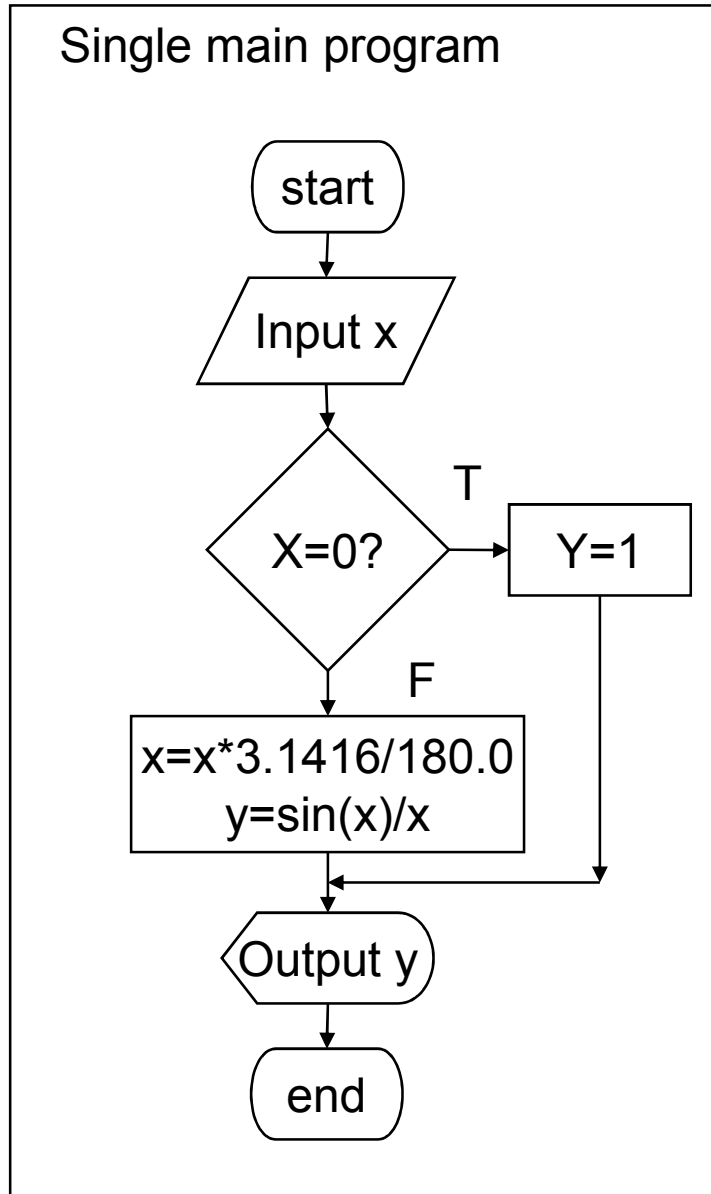 Single main program
start
Input x
X=0?
T
Y=1
F
x=x*3.1416/180.0
y=sin(x)/x
Output y
end